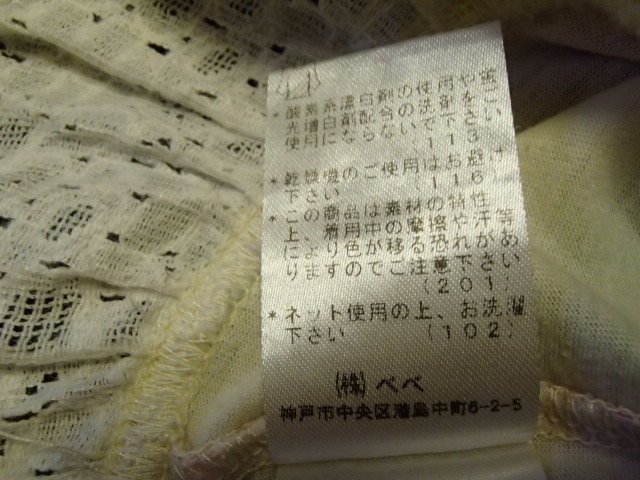 *酸素系漂白剤の使用や蛍
光増白剤配合の洗剤をご
使用にならないで下さい
(113)
*乾燥機のご使用はお避け
下さい (116)
*この商品は素材の特性
上、着用中の摩擦や汗等
により色が移る恐れがお
りますのでご注意下さい
(201)
*ネット使用の上、お洗濯
下さい (102)
(株)べべ
神戸市中央区港島中町6-2-5